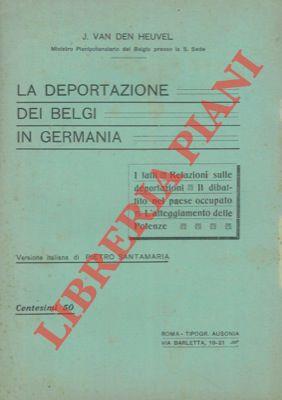 J. VAN DEN HEUVEL
Ministro Plenipotenziario del Belgio presso la S. Sede
LA DEPORTAZIONE
DEI BELGI
IN GERMANIA
I fatti Relazioni sulle
deportazioni Il dibat-
tito nel paese occupato
L'atteggiamento delle
Potenze
Versione italiana di PIETRO SANTAMARIA
Centesimi 50
ROMA - TIPOGR. AUSONIA
VIA BARLETTA, 19-21
LIBRERIA PIANI